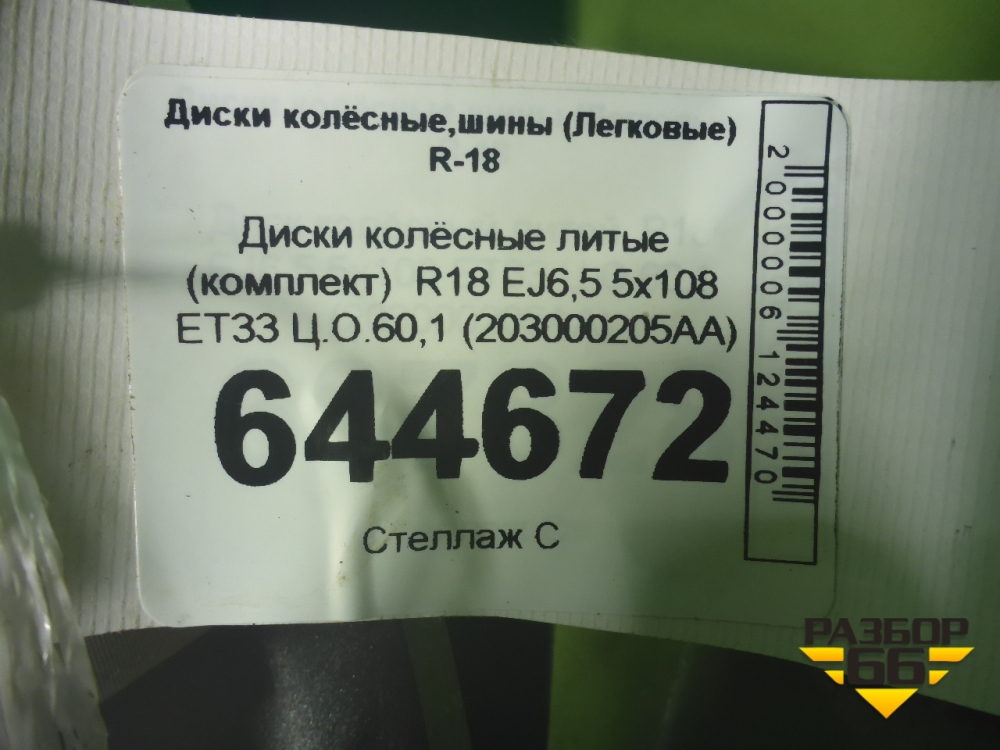 Диски колёсные,шины (Легковые)
R-18
Диски колёсные литые
(комплект) R18 EJ6,5 5x108
ET33 Ц.О.60,1 (203000205AA)
644672
Стеллаж С
2000006124470
РАЗБОР
66